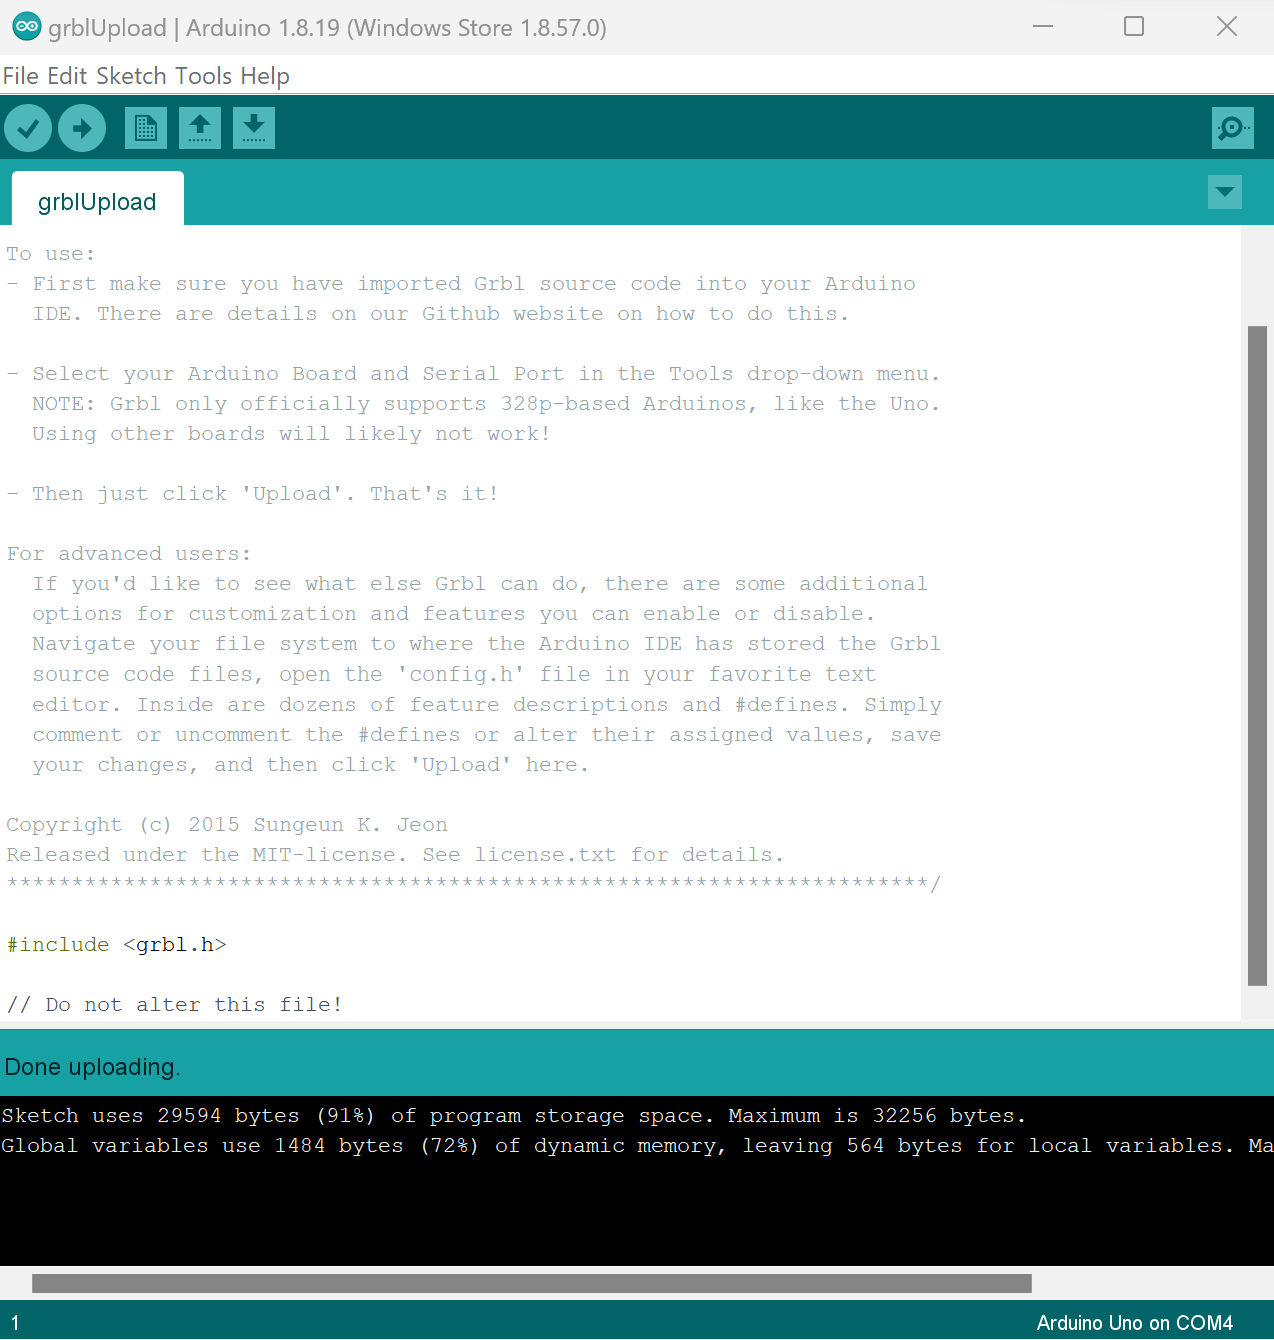 grblUpload | Arduino 1.8.19 (Windows Store 1.8.57.0)
File Edit Sketch Tools Help
grblUpload
To use:
- First make sure you have imported Grbl source code into your Arduino
IDE. There are details on our Github website on how to do this.
- Select your Arduino Board and Serial Port in the Tools drop-down menu.
NOTE: Grbl only officially supports 328p-based Arduinos, like the Uno.
Using other boards will likely not work!
- Then just click 'Upload'. That's it!
For advanced users:
If you'd like to see what else Grbl can do, there are some additional
options for customization and features you can enable or disable.
Navigate your file system to where the Arduino IDE has stored the Grbl
source code files, open the 'config.h' file in your favorite text
editor. Inside are dozens of feature descriptions and #defines. Simply
comment or uncomment the #defines or alter their assigned values, save
your changes, and then click 'Upload' here.
Copyright (c) 2015 Sungeun K. Jeon
Released under the MIT-license. See license.txt for details.
***********************************************************************/
#include <grbl.h>
// Do not alter this file!
Done uploading.
Sketch uses 29594 bytes (91%) of program storage space. Maximum is 32256 bytes.
Global variables use 1484 bytes (72%) of dynamic memory, leaving 564 bytes for local variables. Ma
1
Arduino Uno on COM4